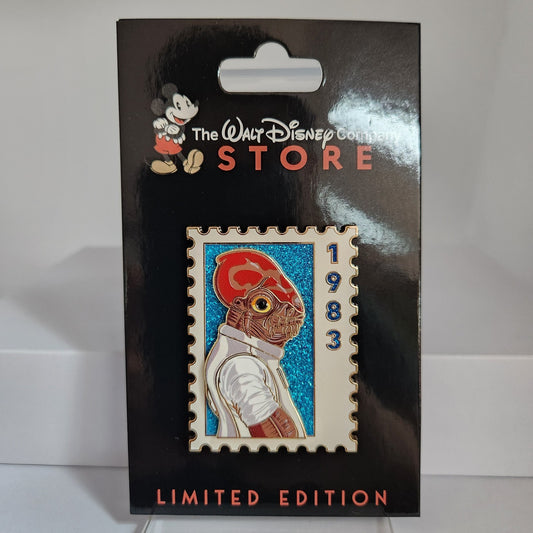 The Walt Disney Company
STORE
1983
LIMITED EDITION